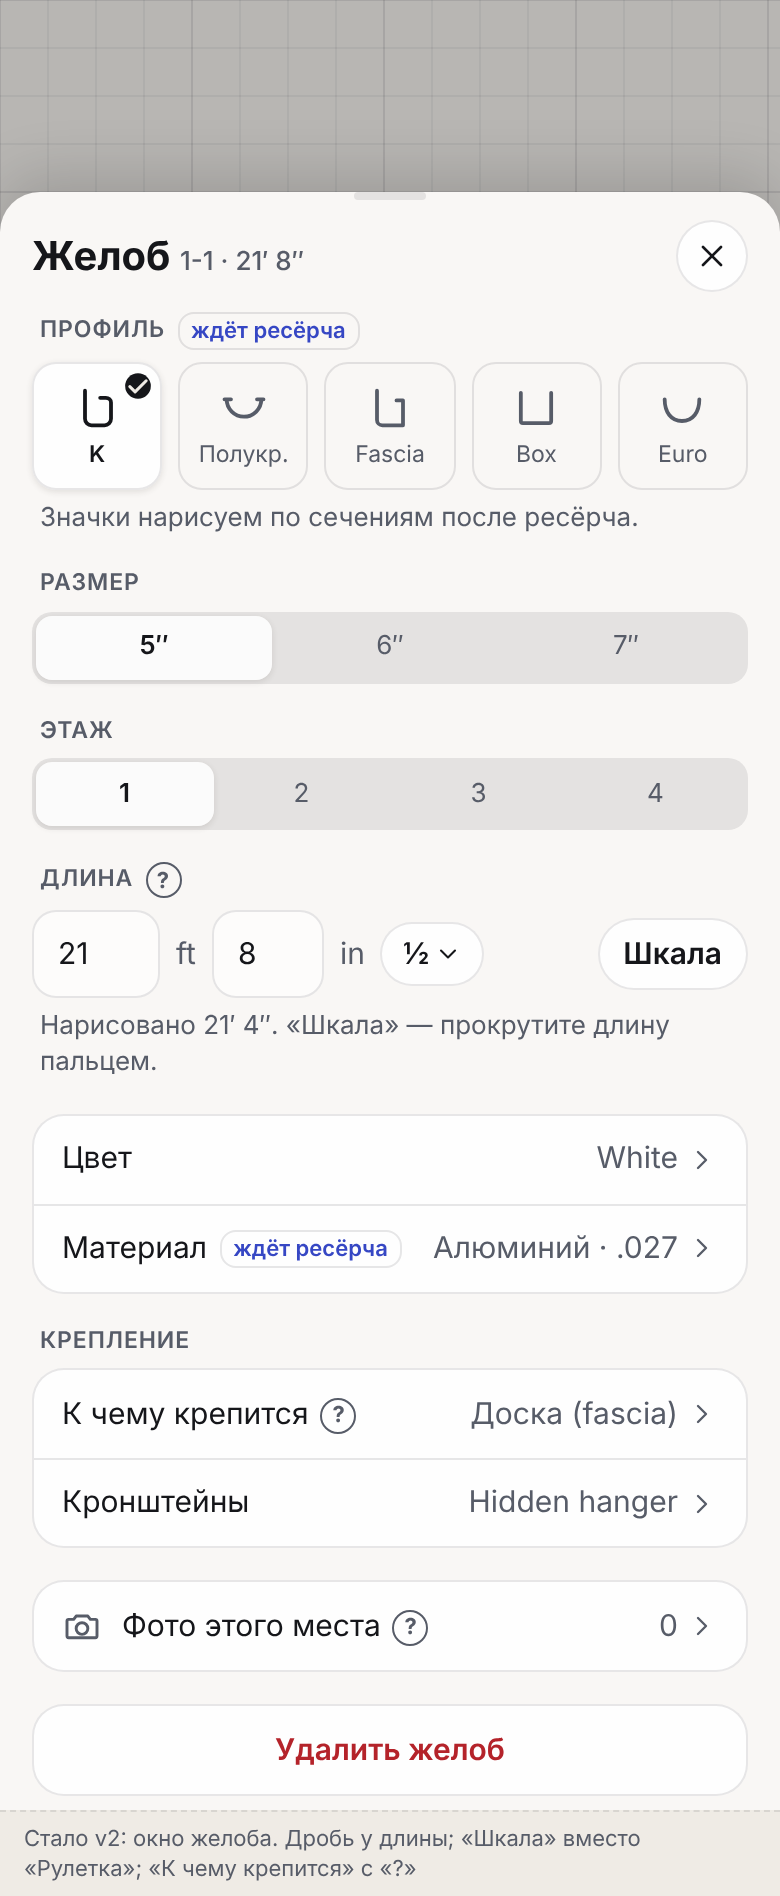 Желоб 1-1 · 21′ 8″
ПРОФИЛЬ ждёт ресёрча
K Полукр. Fascia Box Euro
Значки нарисуем по сечениям после ресёрча.
РАЗМЕР
5″ 6″ 7″
ЭТАЖ
1 2 3 4
ДЛИНА ?
21 ft 8 in ½ Шкала
Нарисовано 21′ 4″. «Шкала» — прокрутите длину
пальцем.
Цвет White
Материал ждёт ресёрча Алюминий · .027
КРЕПЛЕНИЕ
К чему крепится ? Доска (fascia)
Кронштейны Hidden hanger
Фото этого места ? 0
Удалить желоб
Стало v2: окно желоба. Дробь у длины; «Шкала» вместо
«Рулетка»; «К чему крепится» с «?»